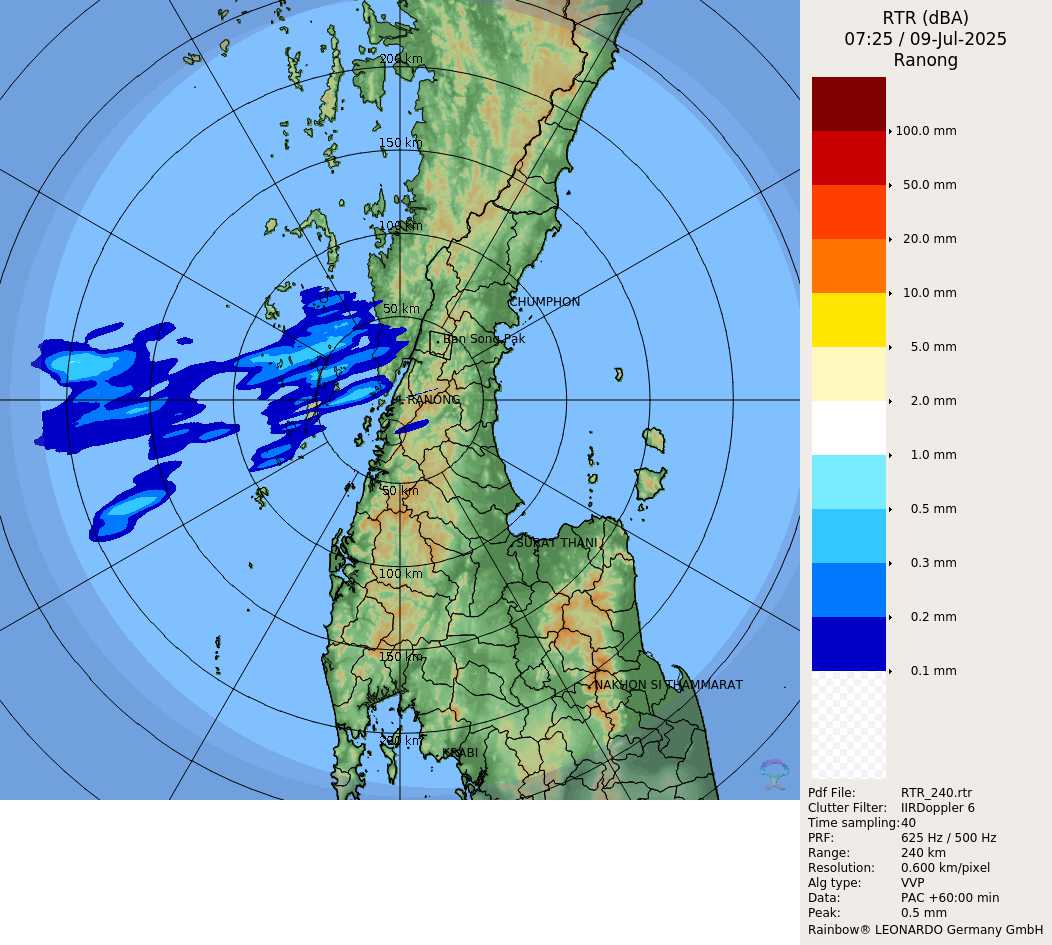 RTR (dBA)
07:25 / 09-Jul-2025
Ranong
200 km
150 km
100 km
50 km
CHUMPHON
Ban Song Pak
RANONG
50 km
SURAT THANI
100 km
150 km
NAKHON SI THAMMARAT
200 km
KRABI
100.0 mm
50.0 mm
20.0 mm
10.0 mm
5.0 mm
2.0 mm
1.0 mm
0.5 mm
0.3 mm
0.2 mm
0.1 mm
Pdf File: RTR_240.rtr
Clutter Filter: IIRDoppler 6
Time sampling: 40
PRF: 625 Hz / 500 Hz
Range: 240 km
Resolution: 0.600 km/pixel
Alg type: VVP
Data: PAC +60:00 min
Peak: 0.5 mm
Rainbow® LEONARDO Germany GmbH